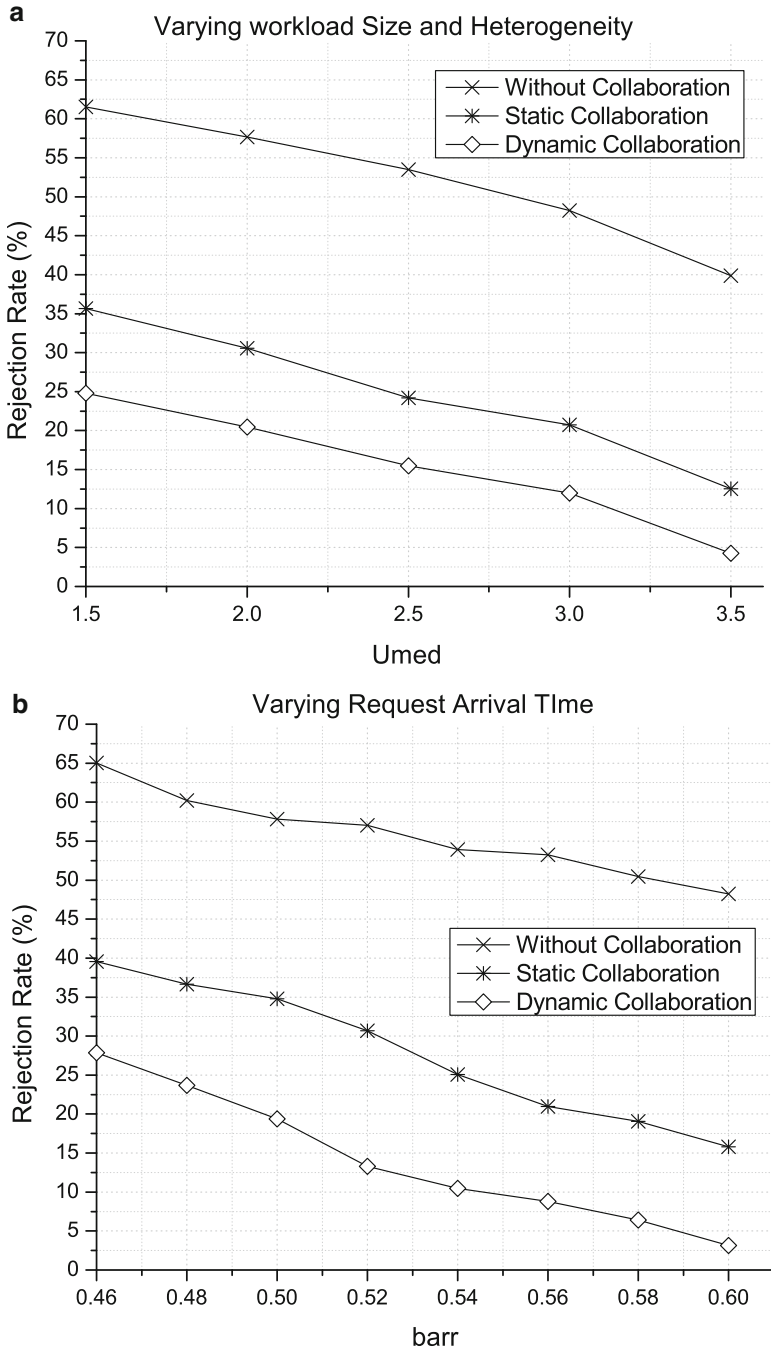 a
Varying workload Size and Heterogeneity
70
65
60
55
50
45
40
35
30
25
20
15
10
5
0
Rejection Rate (%)
Without Collaboration
Static Collaboration
Dynamic Collaboration
1.5 2.0 2.5 3.0 3.5
Umed
b
Varying Request Arrival TIme
70
65
60
55
50
45
40
35
30
25
20
15
10
5
0
Rejection Rate (%)
Without Collaboration
Static Collaboration
Dynamic Collaboration
0.46 0.48 0.50 0.52 0.54 0.56 0.58 0.60
barr